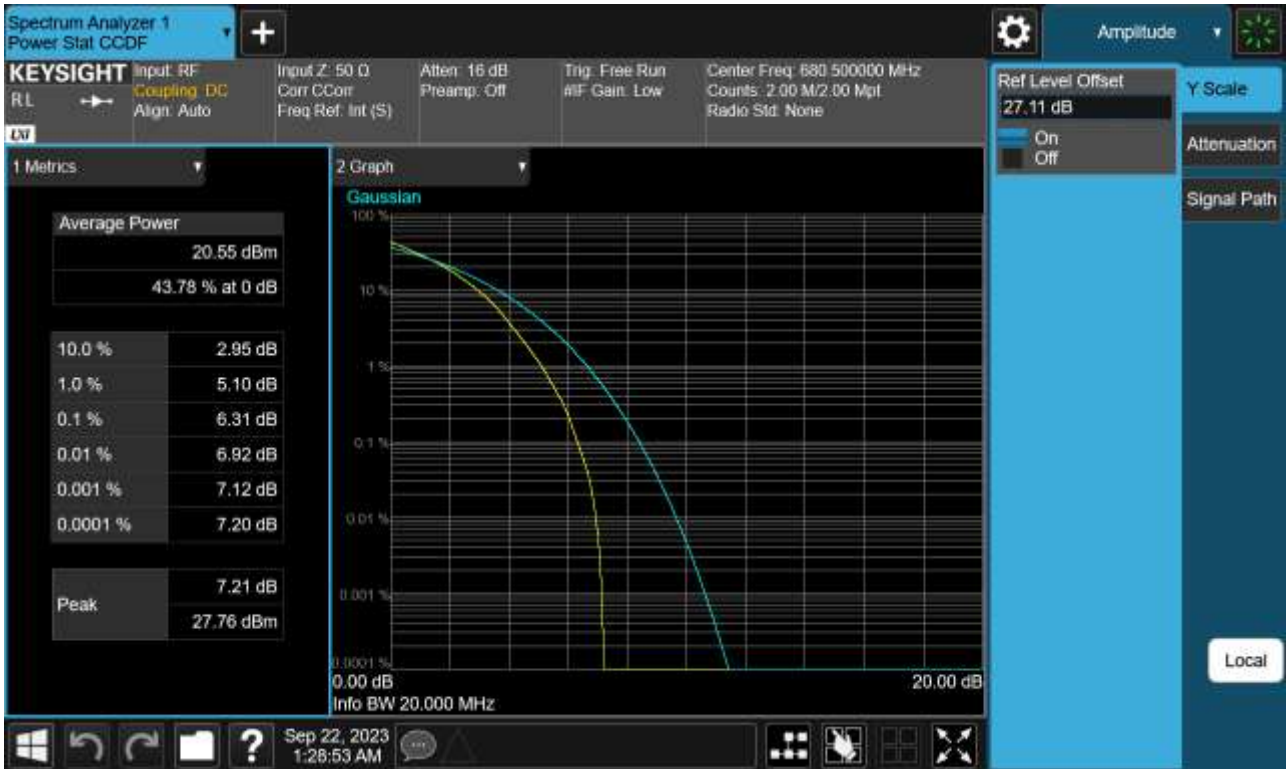 Spectrum Analyzer 1
Power Stat CCDF
+
Amplitude
KEYSIGHT
RL
LXI
Input: RF
Coupling: DC
Align: Auto
Input Z: 50 Ω
Corr CCorr
Freq Ref: Int (S)
Atten: 16 dB
Preamp: Off
Trig: Free Run
#IF Gain: Low
Center Freq: 680.500000 MHz
Counts: 2.00 M/2.00 Mpt
Radio Std: None
Ref Level Offset
27.11 dB
On
Off
Y Scale
Attenuation
Signal Path
Local
1 Metrics
Average Power
20.55 dBm
43.78 % at 0 dB
10.0 % 2.95 dB
1.0 % 5.10 dB
0.1 % 6.31 dB
0.01 % 6.92 dB
0.001 % 7.12 dB
0.0001 % 7.20 dB
Peak
7.21 dB
27.76 dBm
2 Graph
Gaussian
100 %
10 %
1 %
0.1 %
0.01 %
0.001 %
0.0001 %
0.00 dB
20.00 dB
Info BW 20.000 MHz
?
Sep 22, 2023
1:28:53 AM